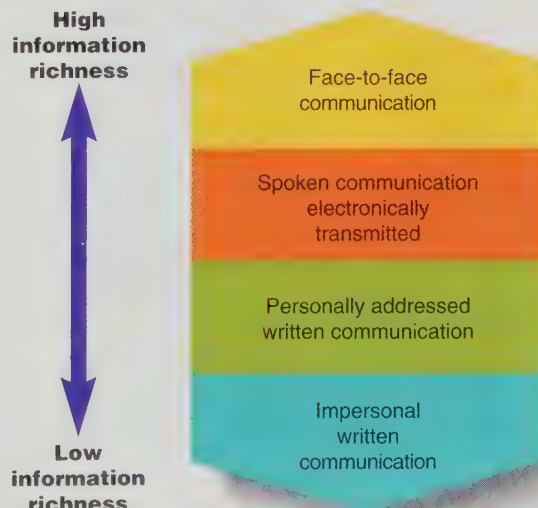 High
information
richness
Face-to-face
communication
Spoken communication
electronically
transmitted
Personally addressed
written communication
Impersonal
written
communication
Low
information
richness